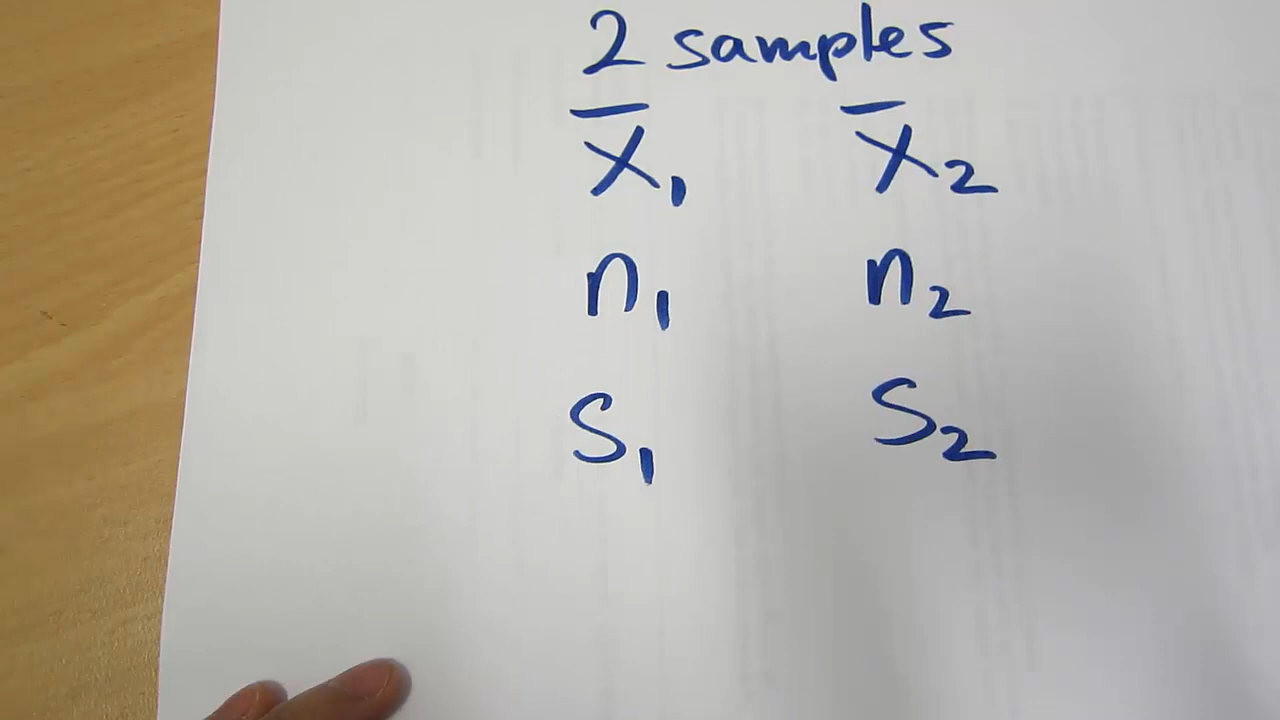 2 samples
X̅₁ X̅₂
n₁ n₂
S₁ S₂